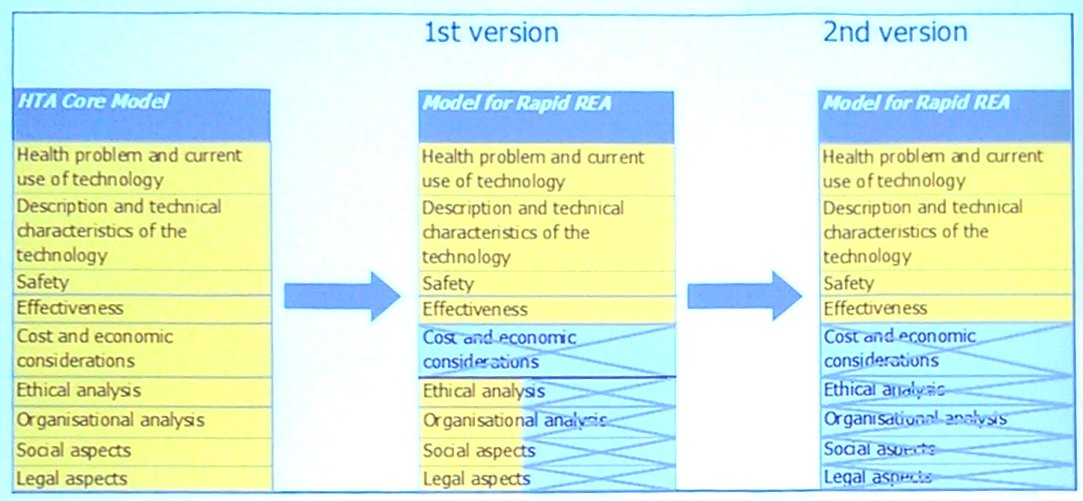 1st version
2nd version
HTA Core Model
Health problem and current
use of technology
Description and technical
characteristics of the
technology
Safety
Effectiveness
Cost and economic
considerations
Ethical analysis
Organisational analysis
Social aspects
Legal aspects
Model for Rapid REA
Health problem and current
use of technology
Description and technical
characteristics of the
technology
Safety
Effectiveness
Cost and economic
considerations
Ethical analysis
Organisational analysis
Social aspects
Legal aspects
Model for Rapid REA
Health problem and current
use of technology
Description and technical
characteristics of the
technology
Safety
Effectiveness
Cost and economic
considerations
Ethical analysis
Organisational analysis
Social aspects
Legal aspects